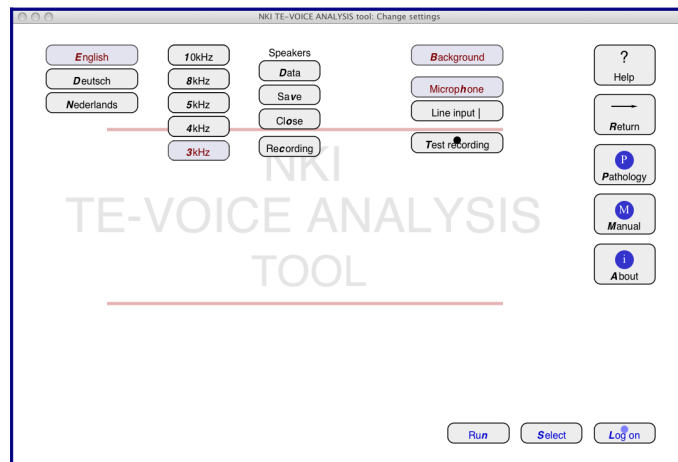 NKI TE-VOICE ANALYSIS tool: Change settings
English
Deutsch
Nederlands
10kHz
8kHz
5kHz
4kHz
3kHz
Speakers
Data
Save
Close
Recording
Background
Microphone
Line input |
Test recording
?
Help
Return
P
Pathology
M
Manual
i
About
NKI
TE-VOICE ANALYSIS
TOOL
Run
Select
Log on